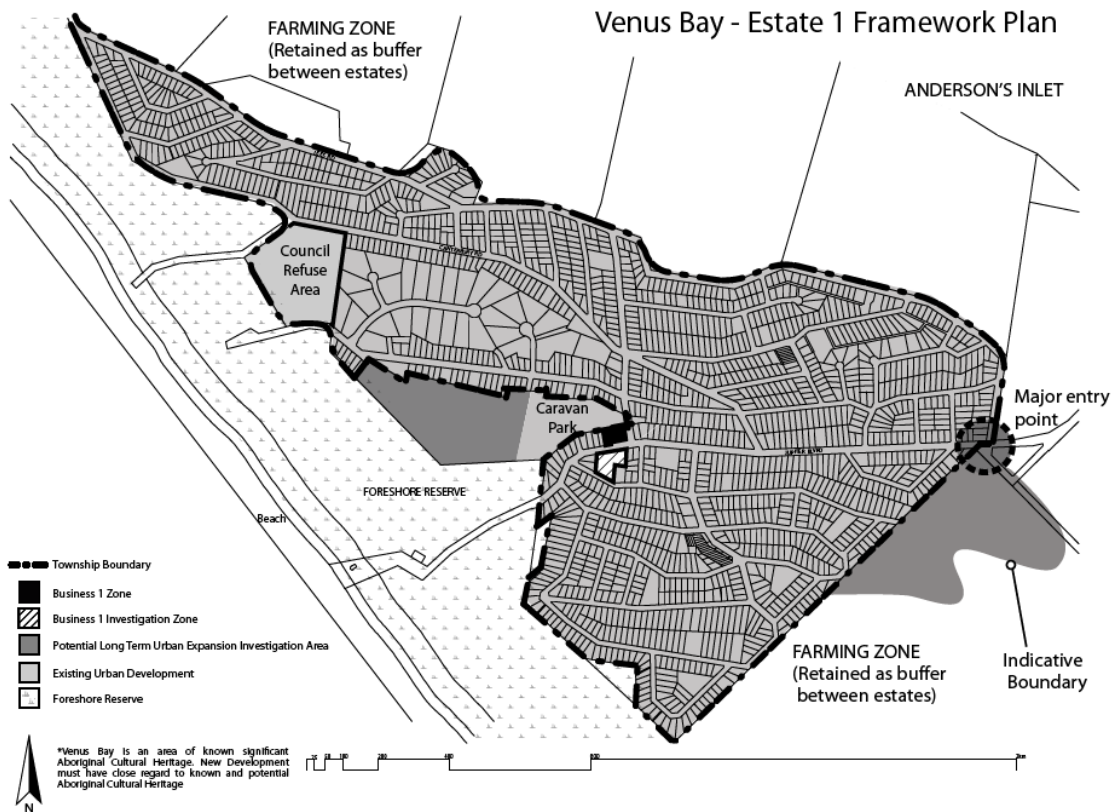 Venus Bay - Estate 1 Framework Plan
FARMING ZONE
(Retained as buffer
between estates)
ANDERSON'S INLET
Council
Refuse
Area
Caravan
Park
Major entry
point
FORESHORE RESERVE
Beach
FARMING ZONE
(Retained as buffer
between estates)
Indicative
Boundary
Township Boundary
Business 1 Zone
Business 1 Investigation Zone
Potential Long Term Urban Expansion Investigation Area
Existing Urban Development
Foreshore Reserve
N
*Venus Bay is an area of known significant
Aboriginal Cultural Heritage. New Development
must have close regard to known and potential
Aboriginal Cultural Heritage